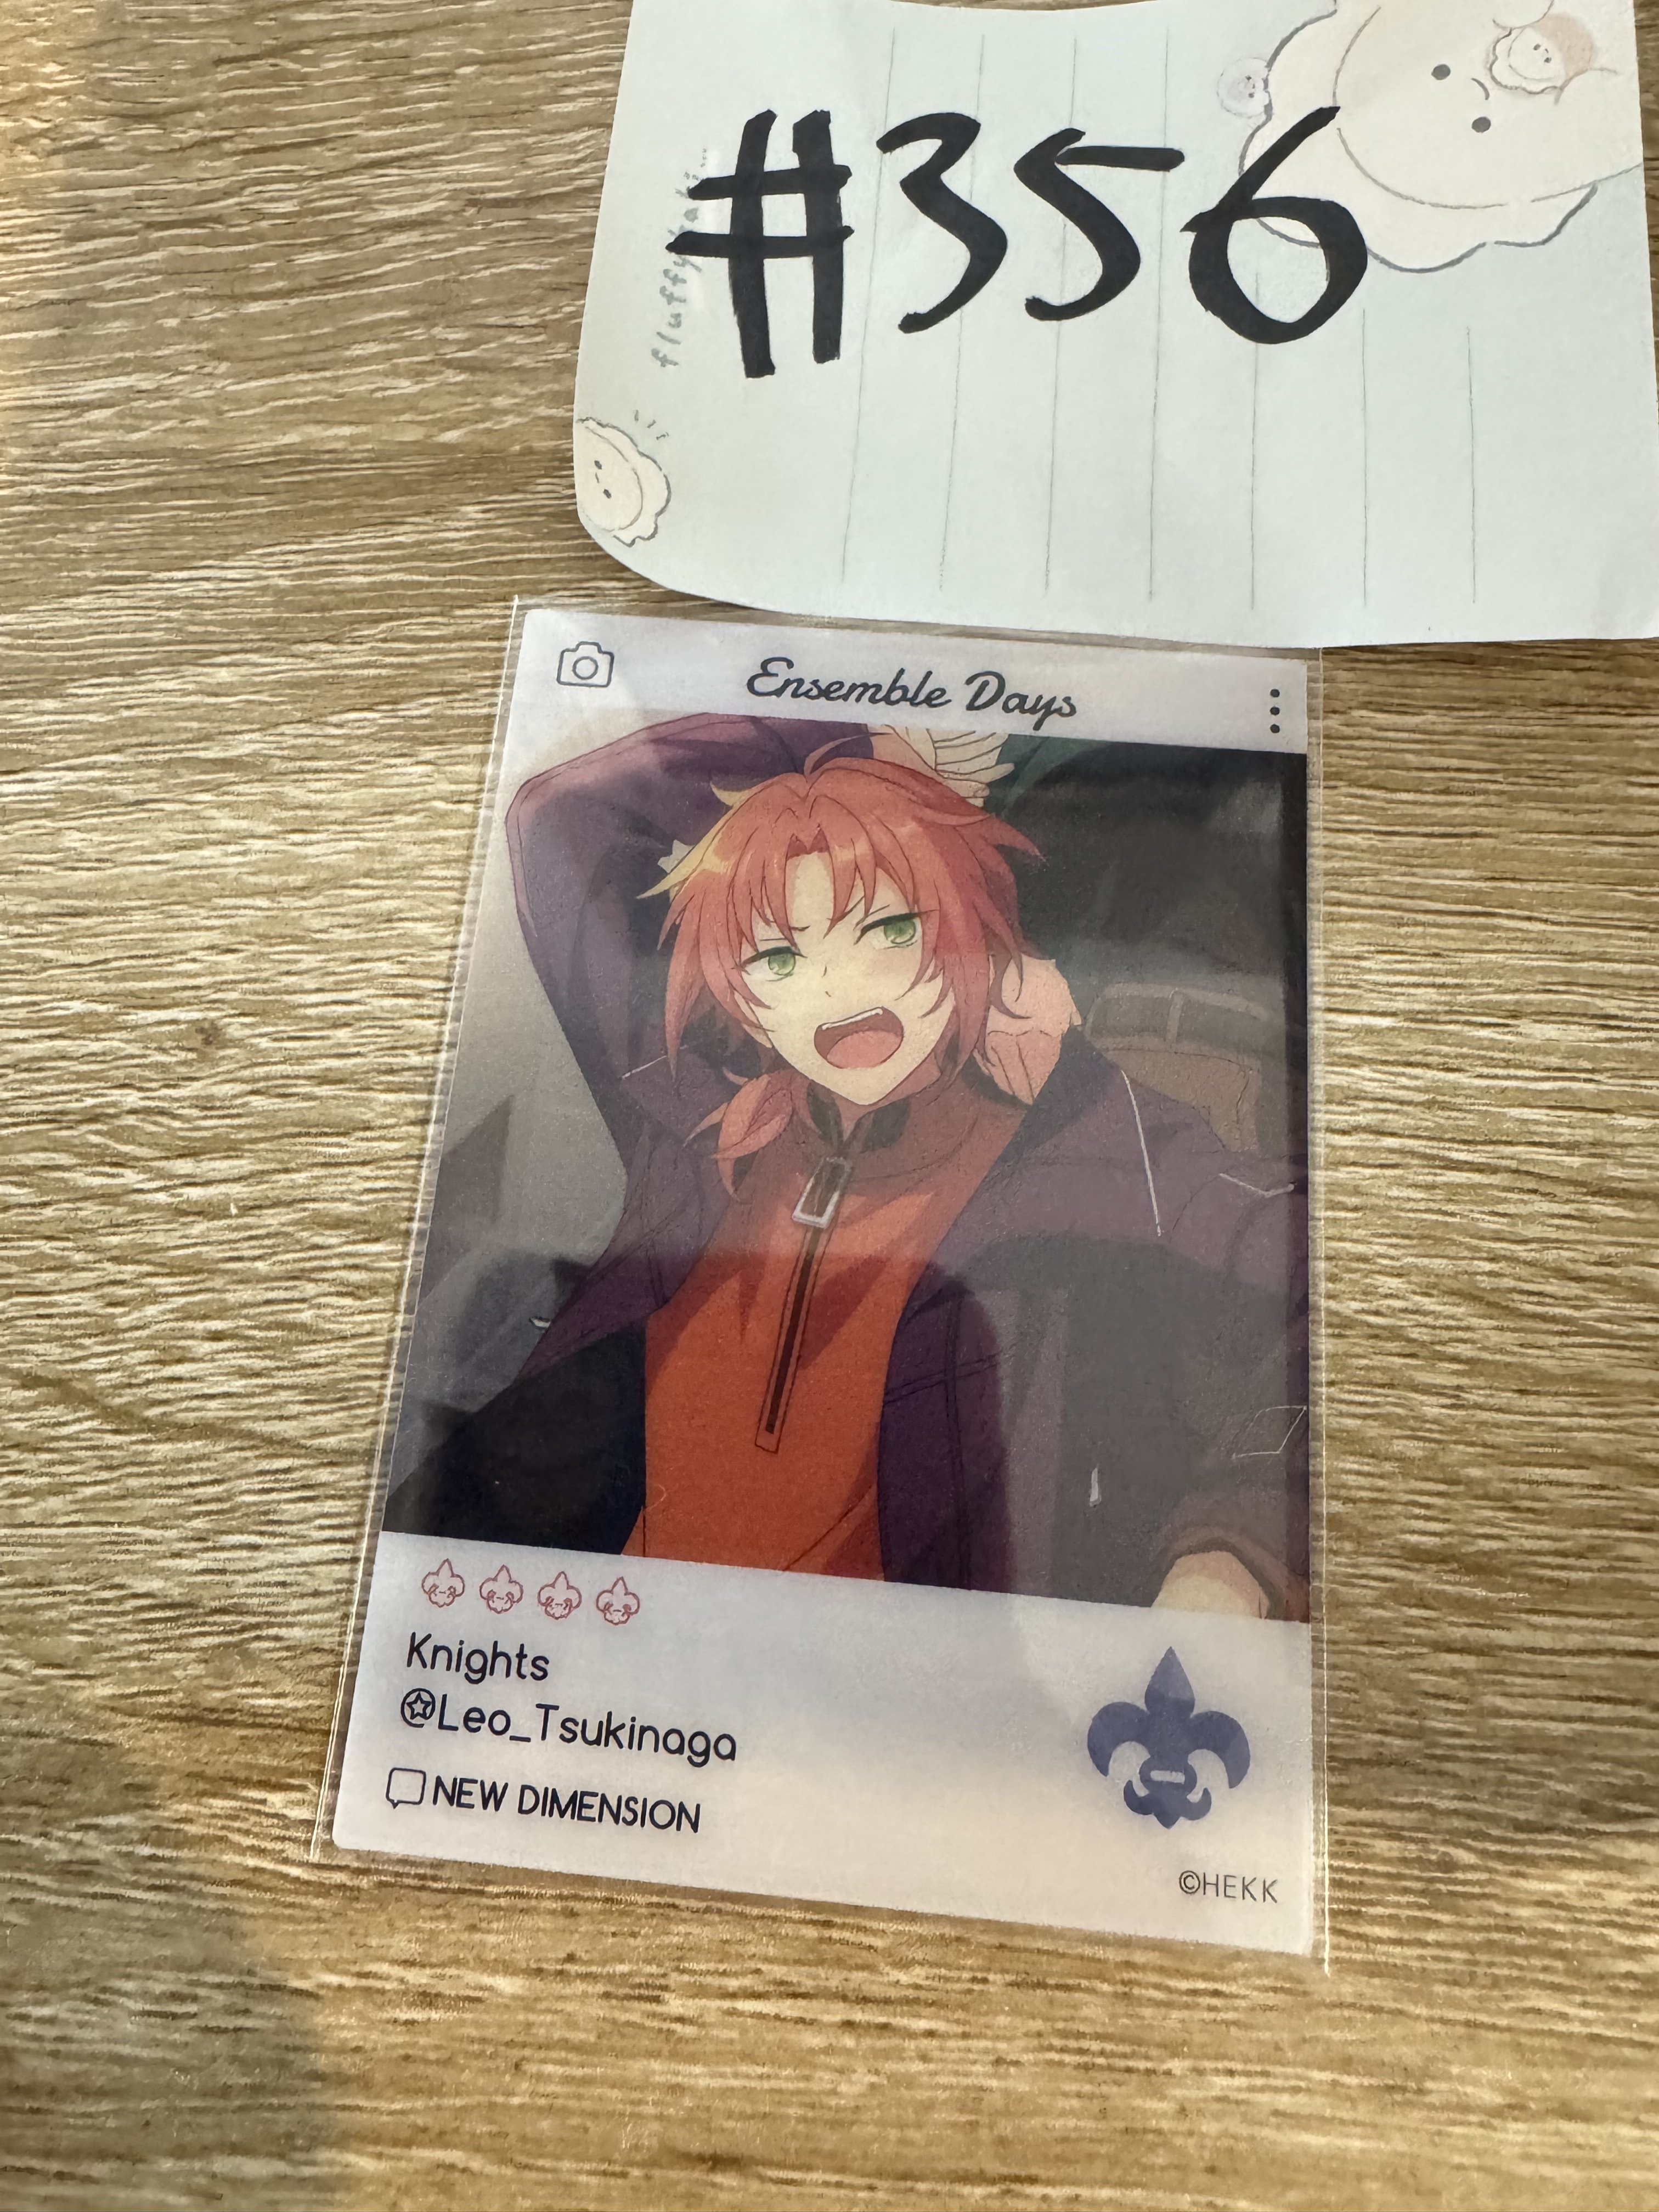 #356
Ensemble Days
Knights
@Leo_Tsukinaga
NEW DIMENSION
©HEKK